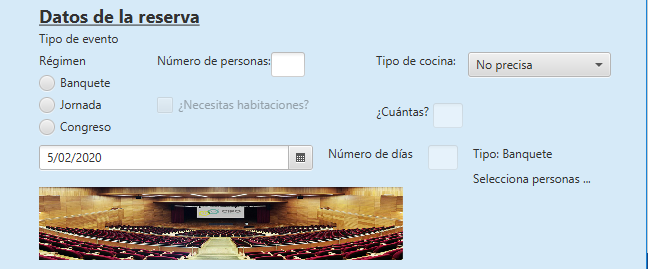 Datos de la reserva
Tipo de evento
Régimen
Número de personas:
Tipo de cocina:
No precisa
Banquete
Jornada
¿Necesitas habitaciones?
¿Cuántas?
Congreso
5/02/2020
Número de días
Tipo: Banquete
Selecciona personas ...